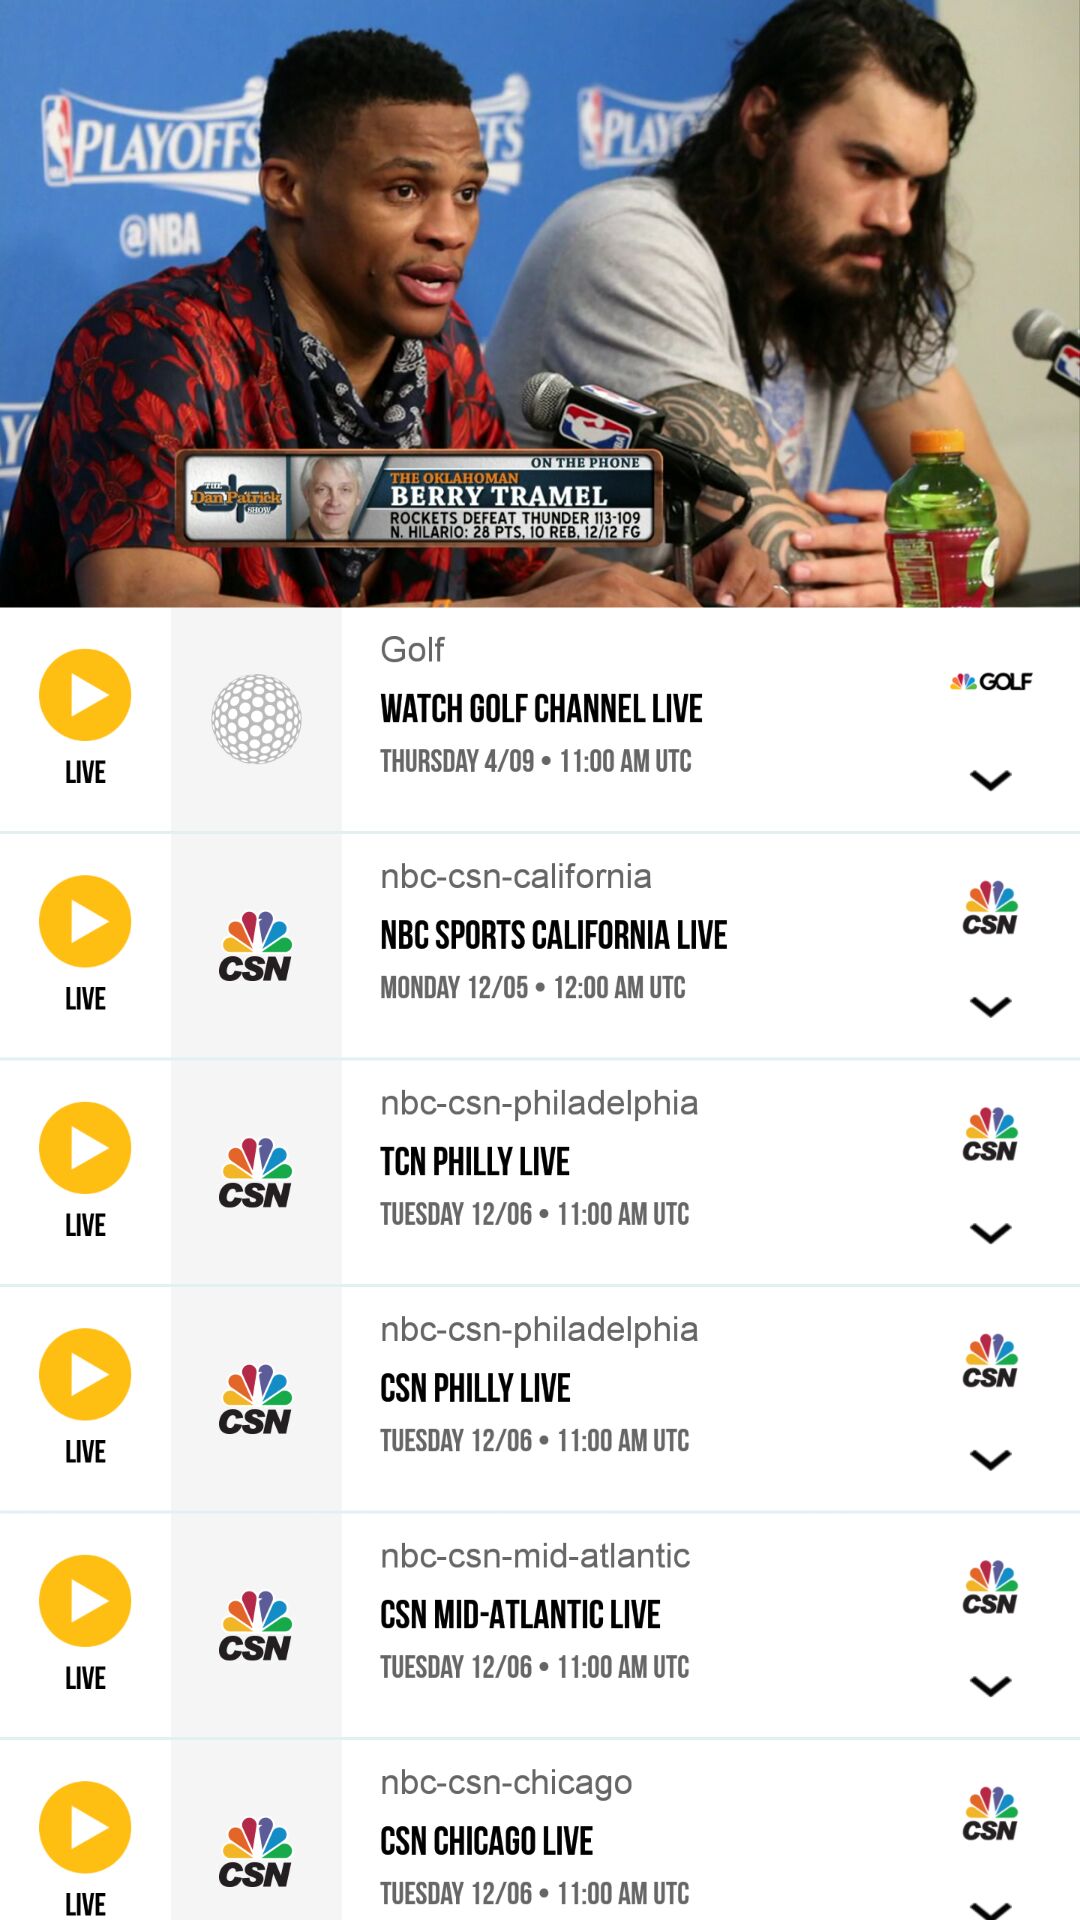 PLAYOFFS
@NBA
ON THE PHONE
THE
Dan Patrick
SHOW
THE OKLAHOMAN
BERRY TRAMEL
ROCKETS DEFEAT THUNDER 113-109
N. HILARIO: 28 PTS, 10 REB, 12/12 FG
Golf
WATCH GOLF CHANNEL LIVE
THURSDAY 4/09 • 11:00 AM UTC
LIVE
GOLF
nbc-csn-california
NBC SPORTS CALIFORNIA LIVE
MONDAY 12/05 • 12:00 AM UTC
LIVE
CSN
CSN
nbc-csn-philadelphia
TCN PHILLY LIVE
TUESDAY 12/06 • 11:00 AM UTC
LIVE
CSN
CSN
nbc-csn-philadelphia
CSN PHILLY LIVE
TUESDAY 12/06 • 11:00 AM UTC
LIVE
CSN
CSN
nbc-csn-mid-atlantic
CSN MID-ATLANTIC LIVE
TUESDAY 12/06 • 11:00 AM UTC
LIVE
CSN
CSN
nbc-csn-chicago
CSN CHICAGO LIVE
TUESDAY 12/06 • 11:00 AM UTC
LIVE
CSN
CSN